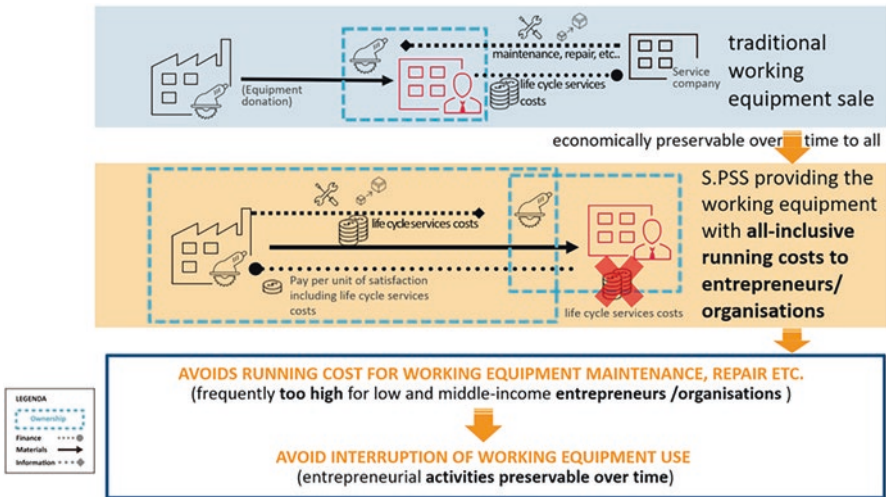 maintenance, repair, etc..
(Equipment
donation)
life cycle services
costs
Service
company
traditional
working
equipment sale
economically preservable over time to all
life cycle services costs
Pay per unit of satisfaction
including life cycle services
costs
life cycle services costs
S.PSS providing the
working equipment
with all-inclusive
running costs to
entrepreneurs/
organisations
AVOIDS RUNNING COST FOR WORKING EQUIPMENT MAINTENANCE, REPAIR ETC.
(frequently too high for low and middle-income entrepreneurs /organisations )
AVOID INTERRUPTION OF WORKING EQUIPMENT USE
(entrepreneurial activities preservable over time)
LEGENDA
Ownership
Finance
Materials
Information